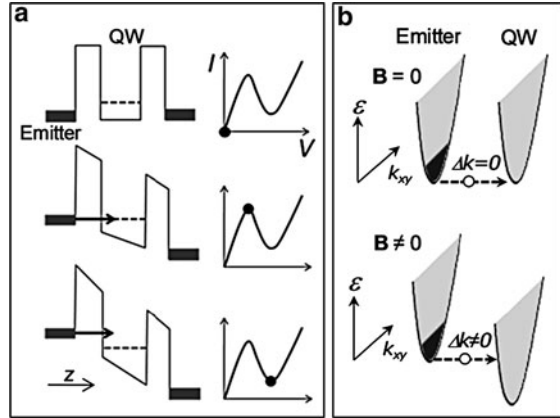 a
QW
I
V
Emitter
z
b
Emitter QW
B = 0
ε
k_xy
Δk=0
B ≠ 0
ε
k_xy
Δk≠0